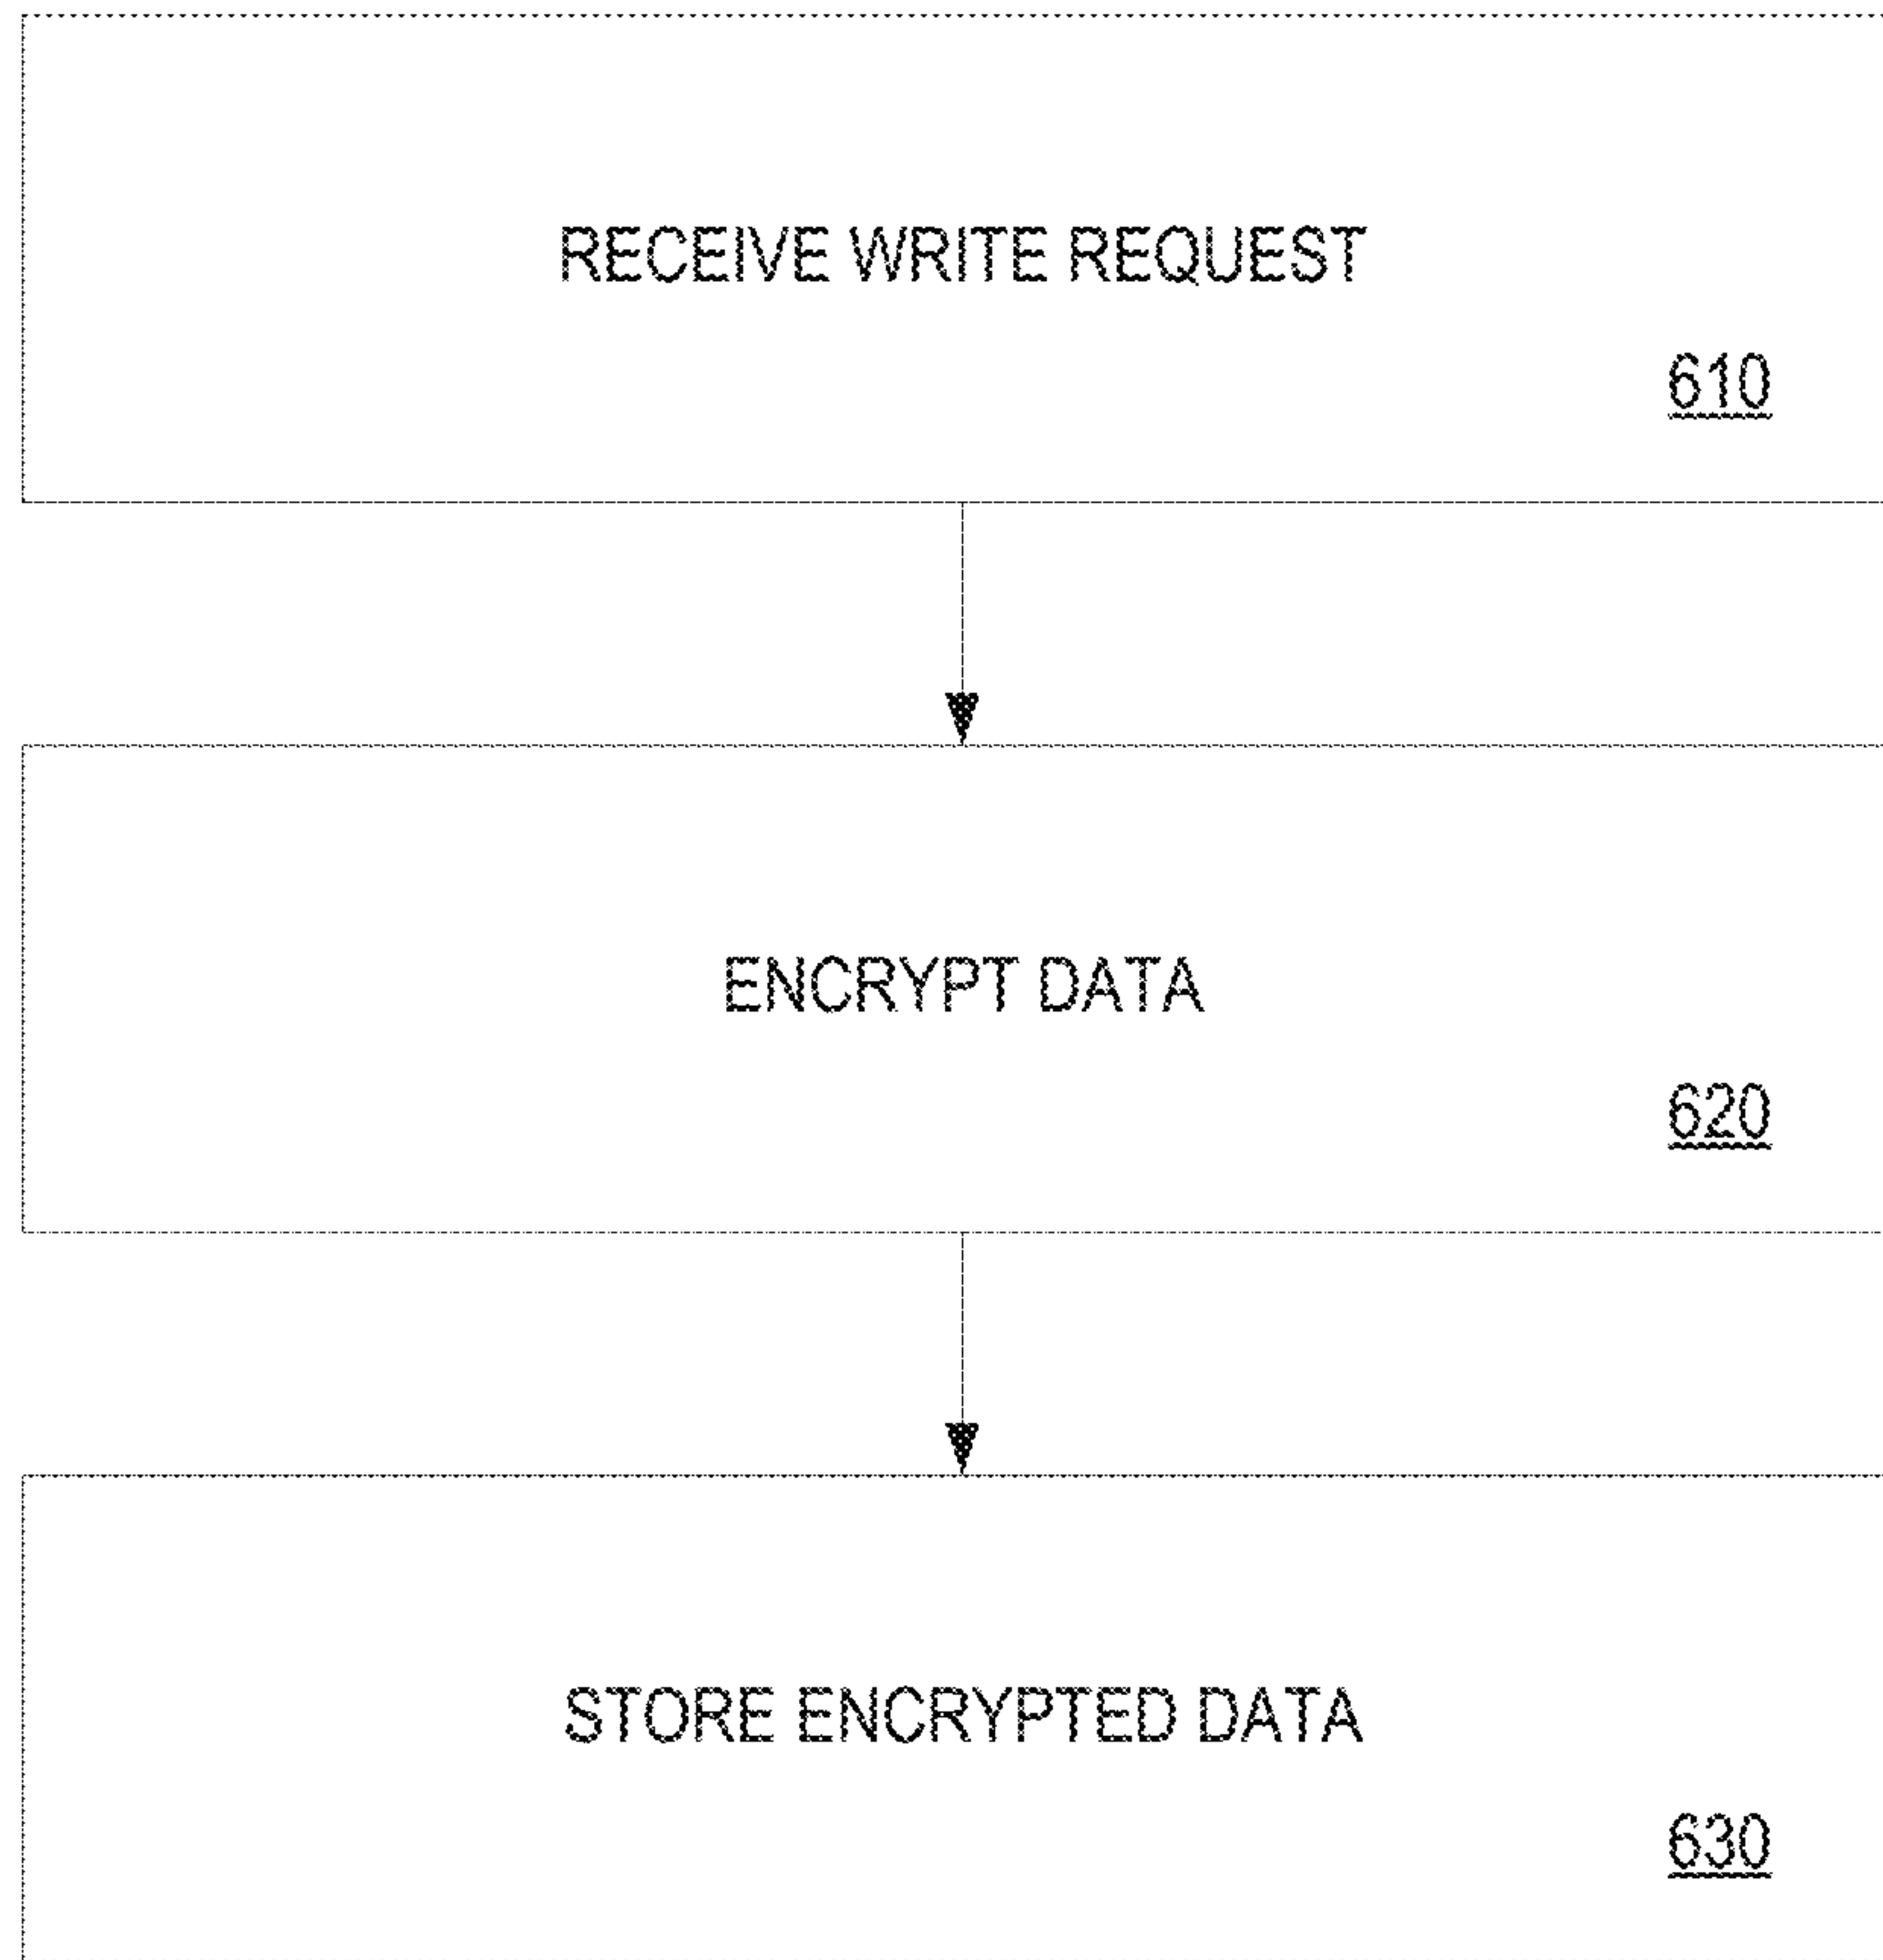 RECEIVE WRITE REQUEST
610
ENCRYPT DATA
620
STORE ENCRYPTED DATA
630